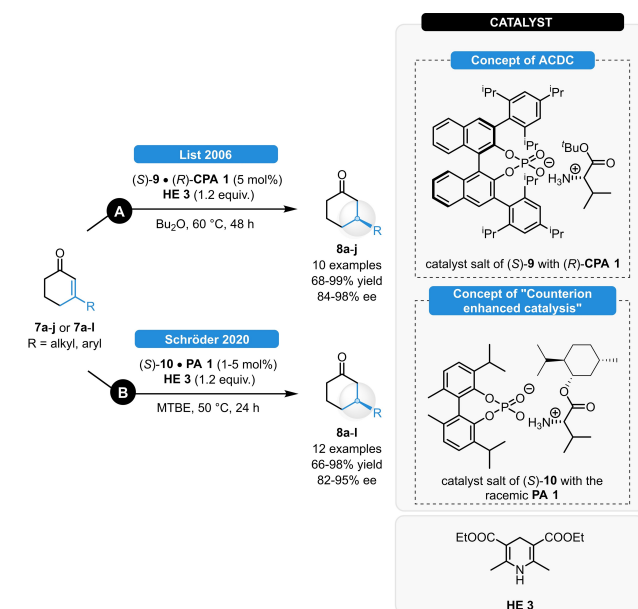 CATALYST
Concept of ACDC
iPr
iPr
iPr
O
O
P
O
O
⊖
tBuO
O
H3N
⊕
iPr
iPr
iPr
catalyst salt of (S)-9 with (R)-CPA 1
List 2006
(S)-9 • (R)-CPA 1 (5 mol%)
HE 3 (1.2 equiv.)
A
Bu2O, 60 °C, 48 h
O
R
8a-j
10 examples
68-99% yield
84-98% ee
O
R
7a-j or 7a-l
R = alkyl, aryl
Schröder 2020
(S)-10 • PA 1 (1-5 mol%)
HE 3 (1.2 equiv.)
B
MTBE, 50 °C, 24 h
O
R
8a-l
12 examples
66-98% yield
82-95% ee
Concept of "Counterion
enhanced catalysis"
O
O
P
O
O
⊖
O
O
H3N
⊕
catalyst salt of (S)-10 with the
racemic PA 1
EtOOC
COOEt
N
H
HE 3